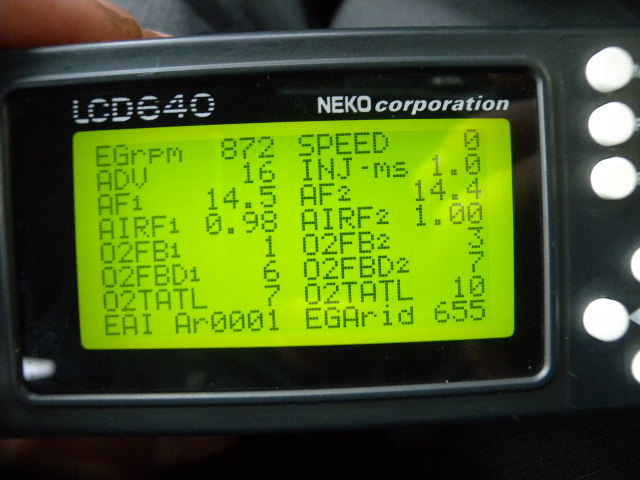 LCD640 NEKO corporation
EGrpm 872 SPEED 0
ADV 16 INJ-ms 1.0
AF1 14.5 AF2 14.4
AIRF1 0.98 AIRF2 1.00
O2FB1 1 O2FB2 3
O2FBD1 6 O2FBD2 7
O2TATL 7 O2TATL 10
EAI Ar0001 EGArid 655